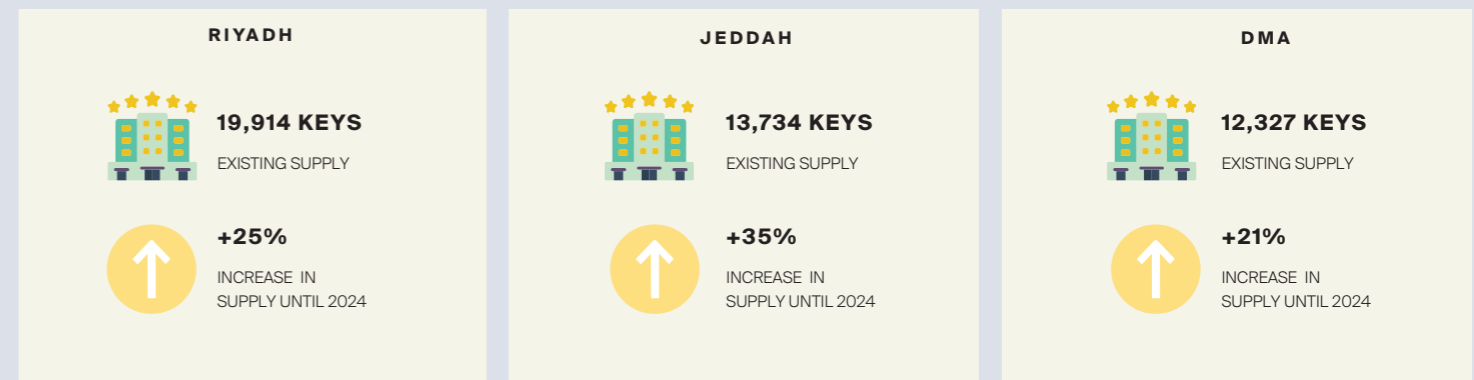 RIYADH
19,914 KEYS
EXISTING SUPPLY
+25%
INCREASE IN
SUPPLY UNTIL 2024
JEDDAH
13,734 KEYS
EXISTING SUPPLY
+35%
INCREASE IN
SUPPLY UNTIL 2024
DMA
12,327 KEYS
EXISTING SUPPLY
+21%
INCREASE IN
SUPPLY UNTIL 2024